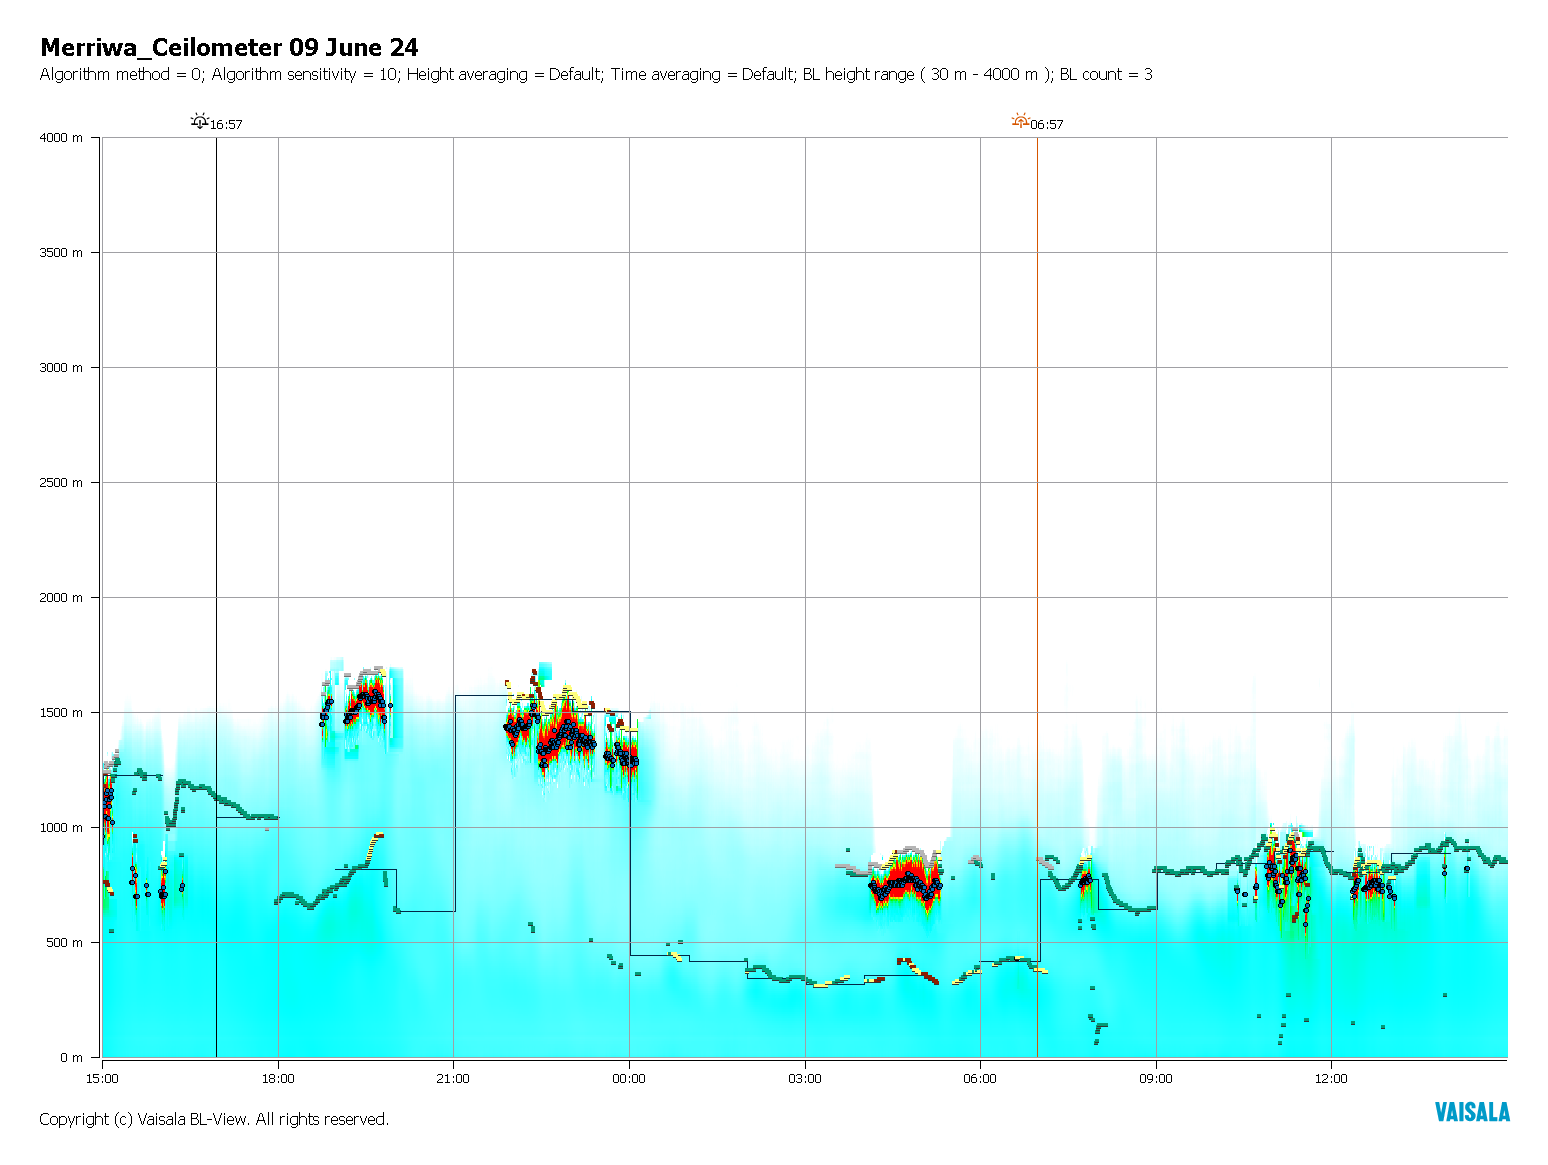 Merriwa_Ceilometer 09 June 24
Algorithm method = 0; Algorithm sensitivity = 10; Height averaging = Default; Time averaging = Default; BL height range ( 30 m - 4000 m ); BL count = 3
16:57 06:57
4000 m
3500 m
3000 m
2500 m
2000 m
1500 m
1000 m
500 m
0 m
15:00 18:00 21:00 00:00 03:00 06:00 09:00 12:00
Copyright (c) Vaisala BL-View. All rights reserved.
VAISALA